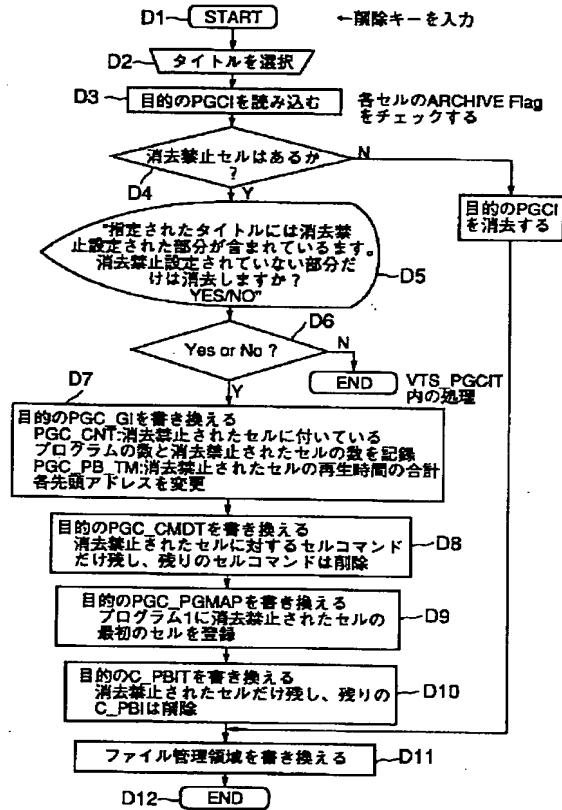 D1 START ←削除キーを入力
D2 タイトルを選択
D3 目的のPGCIを読み込む
各セルのARCHIVE Flag
をチェックする
消去禁止セルはあるか
?
N
D4
Y
目的のPGCI
を消去する
"指定されたタイトルには消去禁
止設定された部分が含まれているます。
消去禁止設定されていない部分だ
けは消去しますか？
YES/NO"
D5
D6
Yes or No ?
N
END
VTS_PGCIT
内の処理
Y
D7
目的のPGC_GIを書き換える
PGC_CNT:消去禁止されたセルに付いている
プログラムの数と消去禁止されたセルの数を記録
PGC_PB_TM:消去禁止されたセルの再生時間の合計
各先頭アドレスを変更
目的のPGC_CMDTを書き換える
消去禁止されたセルに対するセルコマンド
だけ残し、残りのセルコマンドは削除
D8
目的のPGC_PGMAPを書き換える
プログラム1に消去禁止されたセルの
最初のセルを登録
D9
目的のC_PBITを書き換える
消去禁止されたセルだけ残し、残りの
C_PBIは削除
D10
ファイル管理領域を書き換える
D11
D12 END